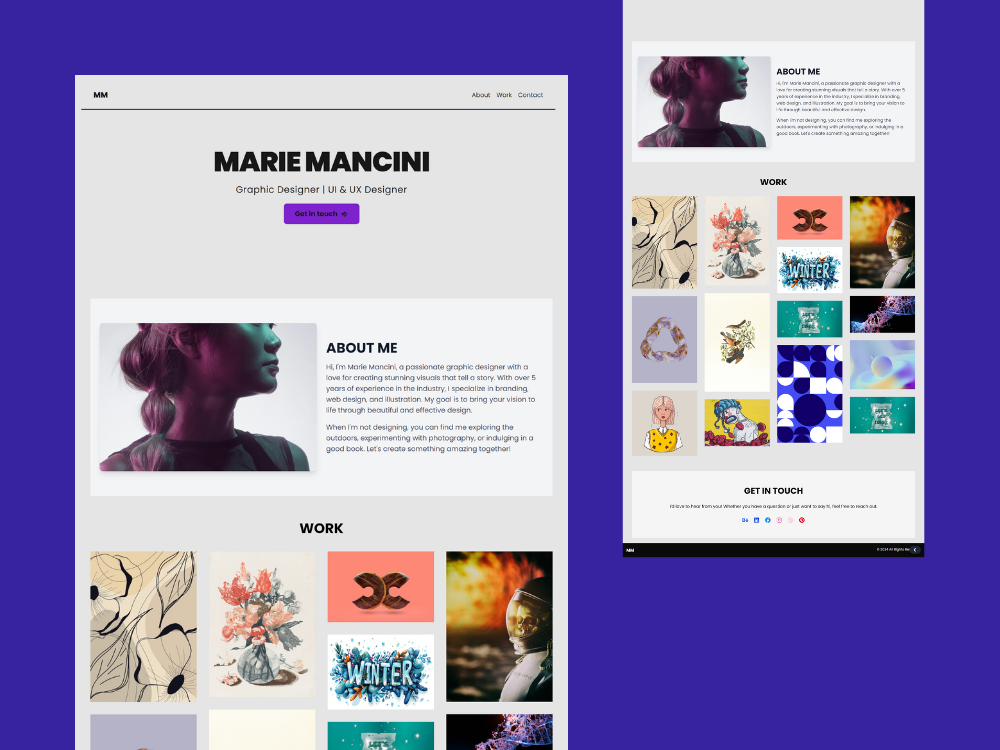 MM
About Work Contact
MARIE MANCINI
Graphic Designer | UI & UX Designer
Get in touch
ABOUT ME
Hi, I'm Marie Mancini, a passionate graphic designer with a
love for creating stunning visuals that tell a story. With over 5
years of experience in the industry, I specialize in branding,
web design, and illustration. My goal is to bring your vision to
life through beautiful and effective design.
When I'm not designing, you can find me exploring the
outdoors, experimenting with photography, or indulging in a
good book. Let's create something amazing together!
WORK
WINTER
ABOUT ME
Hi, I'm Marie Mancini, a passionate graphic designer with a
love for creating stunning visuals that tell a story. With over 5
years of experience in the industry, I specialize in branding,
web design, and illustration. My goal is to bring your vision to
life through beautiful and effective design.
When I'm not designing, you can find me exploring the
outdoors, experimenting with photography, or indulging in a
good book. Let's create something amazing together!
WORK
WINTER
GET IN TOUCH
I'd love to hear from you! Whether you have a question or just want to say hi, feel free to reach out.
Bē
MM
© 2024 All Rights